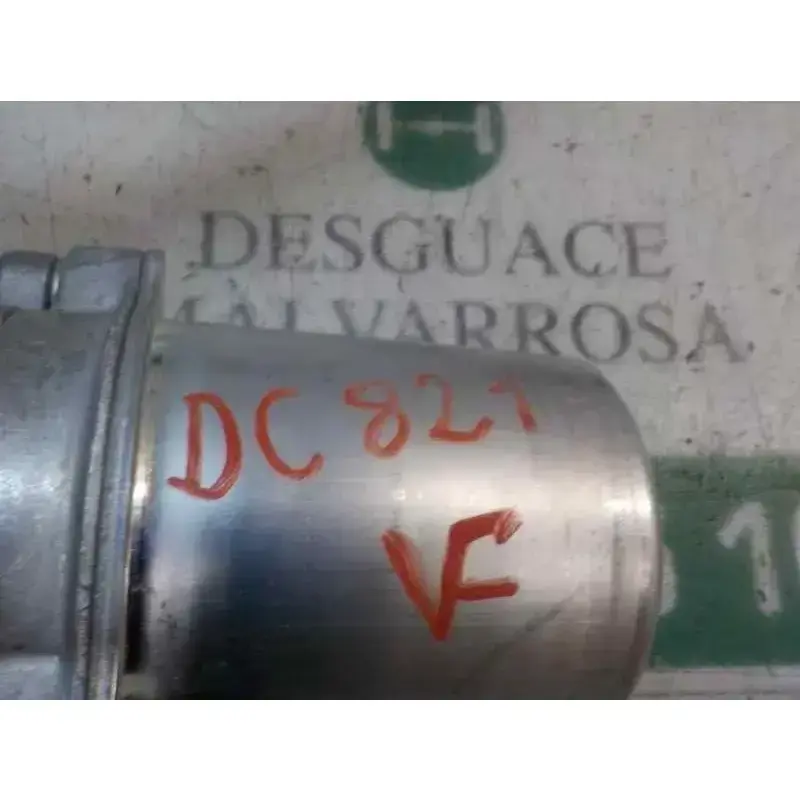 DESGUACE
MALVARROSA
DC 821
VF